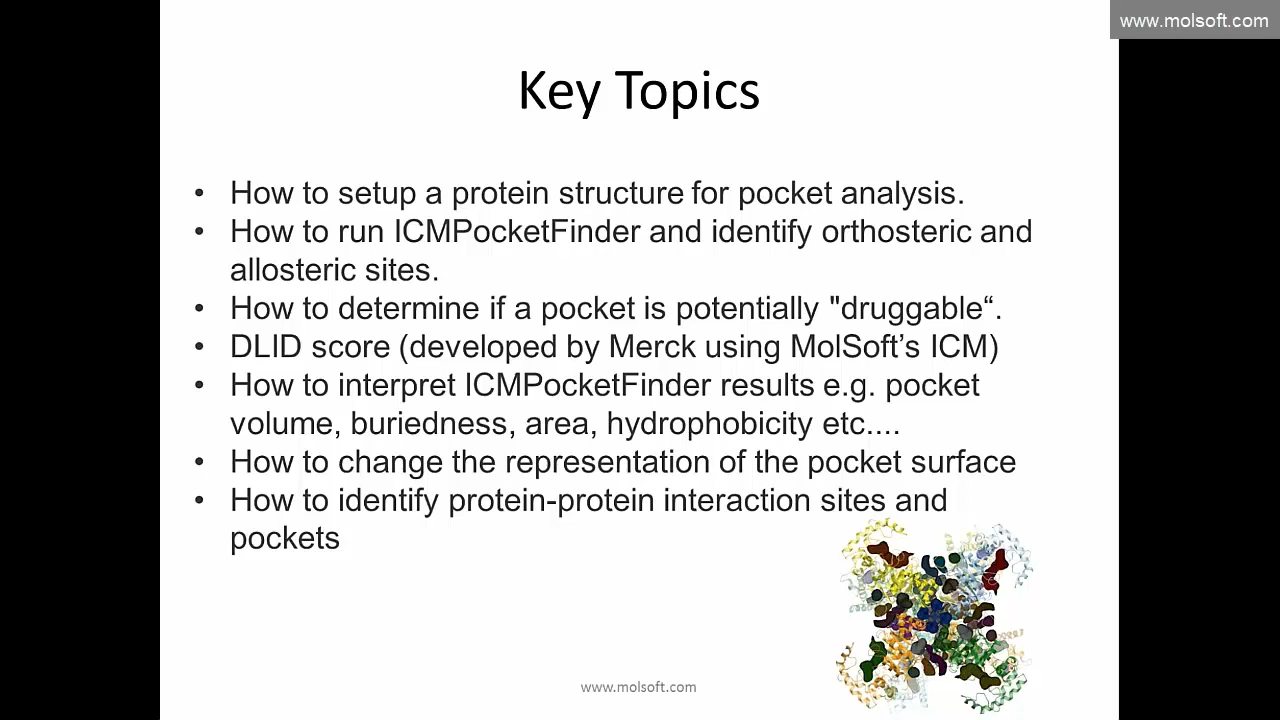 www.molsoft.com
Key Topics
• How to setup a protein structure for pocket analysis.
• How to run ICMPocketFinder and identify orthosteric and
allosteric sites.
• How to determine if a pocket is potentially "druggable“.
• DLID score (developed by Merck using MolSoft’s ICM)
• How to interpret ICMPocketFinder results e.g. pocket
volume, buriedness, area, hydrophobicity etc....
• How to change the representation of the pocket surface
• How to identify protein-protein interaction sites and
pockets
www.molsoft.com